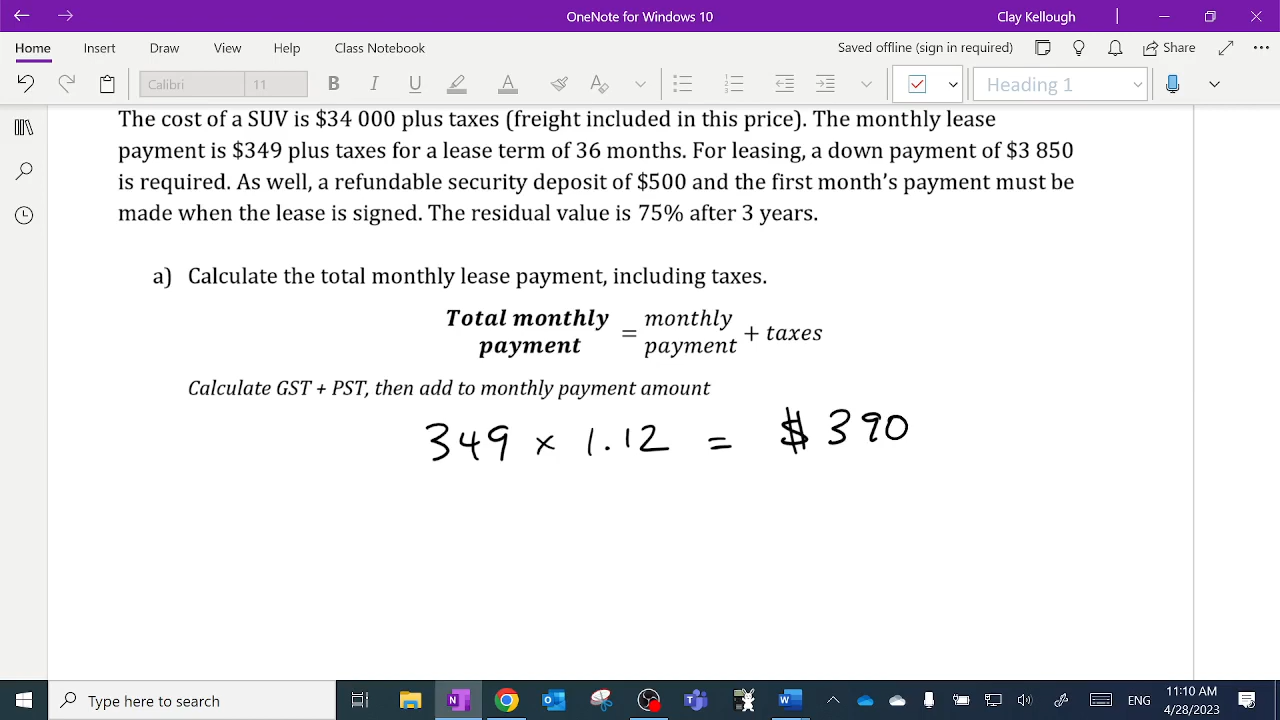 OneNote for Windows 10
Clay Kellough
Home Insert Draw View Help Class Notebook
Saved offline (sign in required) Share
Calibri 11 B I U A A Heading 1
The cost of a SUV is $34 000 plus taxes (freight included in this price). The monthly lease
payment is $349 plus taxes for a lease term of 36 months. For leasing, a down payment of $3 850
is required. As well, a refundable security deposit of $500 and the first month’s payment must be
made when the lease is signed. The residual value is 75% after 3 years.
a) Calculate the total monthly lease payment, including taxes.
Total monthly payment = monthly payment + taxes
Calculate GST + PST, then add to monthly payment amount
349 × 1.12 = $ 390
Type here to search
ENG
11:10 AM
4/28/2023